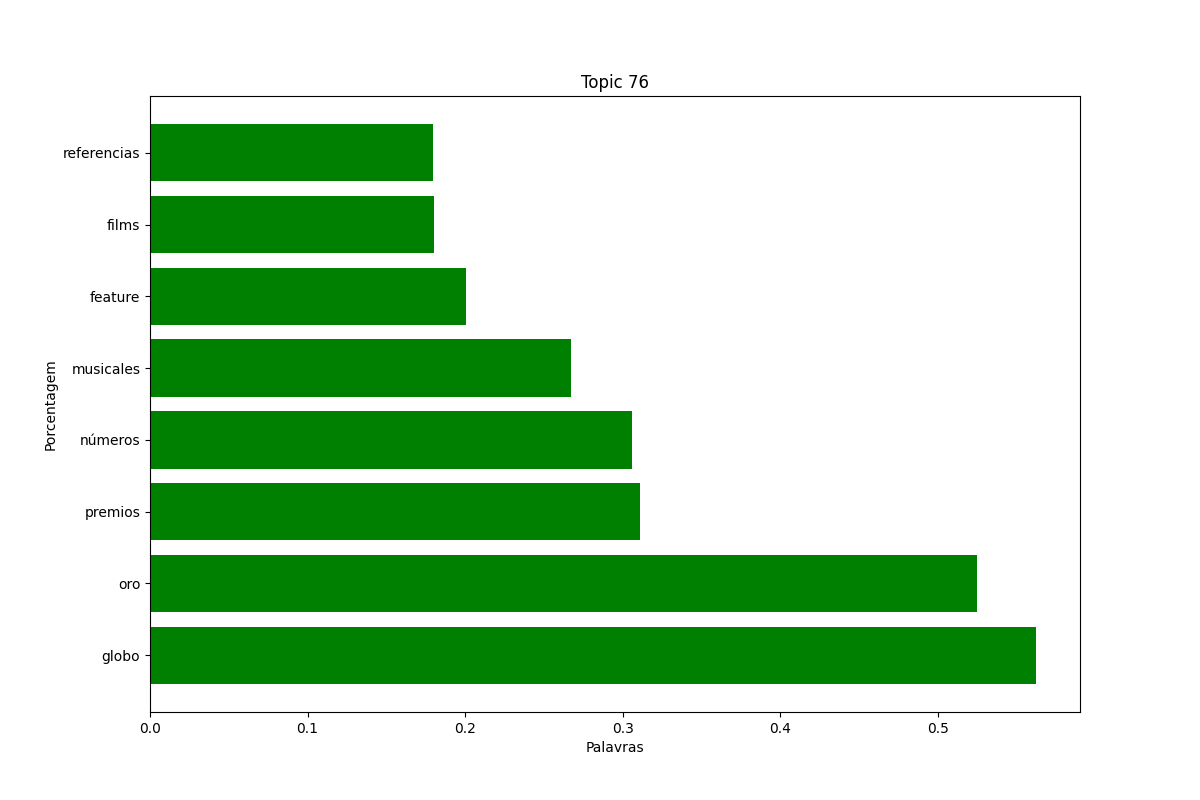 Topic 76
referencias
films
feature
musicales
números
premios
oro
globo
Porcentagem
0.0 0.1 0.2 0.3 0.4 0.5
Palavras